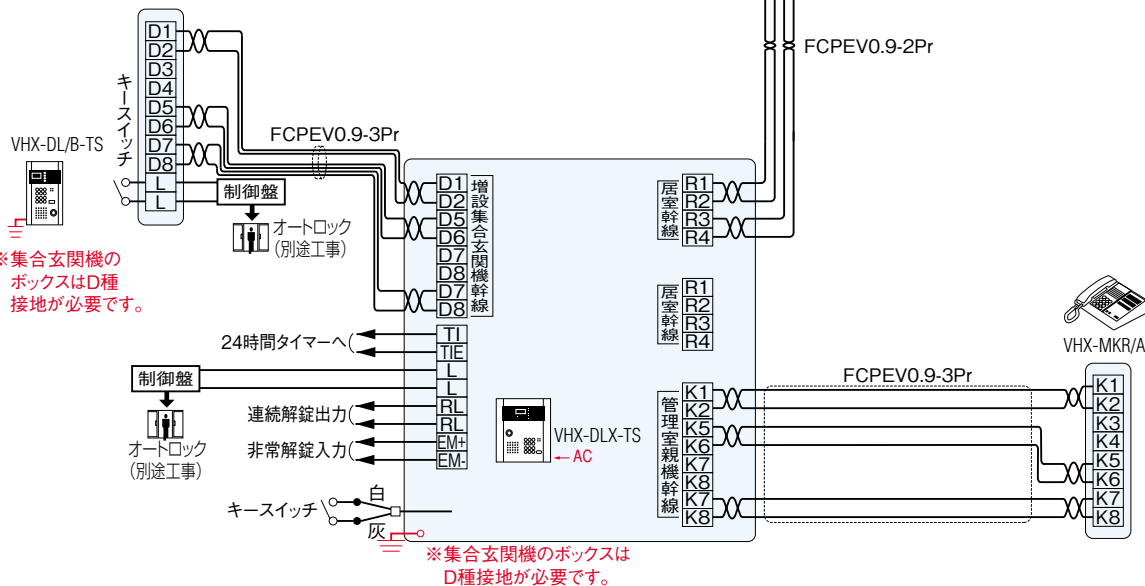 FCPEV0.9-2Pr
D1
D2
D3
D4
D5
D6
D7
D8
L
L
キースイッチ
VHX-DL/B-TS
FCPEV0.9-3Pr
制御盤
オートロック
(別途工事)
※集合玄関機の
ボックスはD種
接地が必要です。
D1
D2
D5
D6
D7
D8
D7
D8
増設集合玄関機幹線
TI
TIE
L
L
RL
RL
EM+
EM-
24時間タイマーへ
制御盤
オートロック
(別途工事)
連続解錠出力
非常解錠入力
キースイッチ
白
灰
※集合玄関機のボックスは
D種接地が必要です。
VHX-DLX-TS
AC
居室幹線
R1
R2
R3
R4
居室幹線
R1
R2
R3
R4
管理室親機幹線
K1
K2
K5
K6
K7
K8
K7
K8
FCPEV0.9-3Pr
VHX-MKR/A
K1
K2
K3
K4
K5
K6
K7
K8